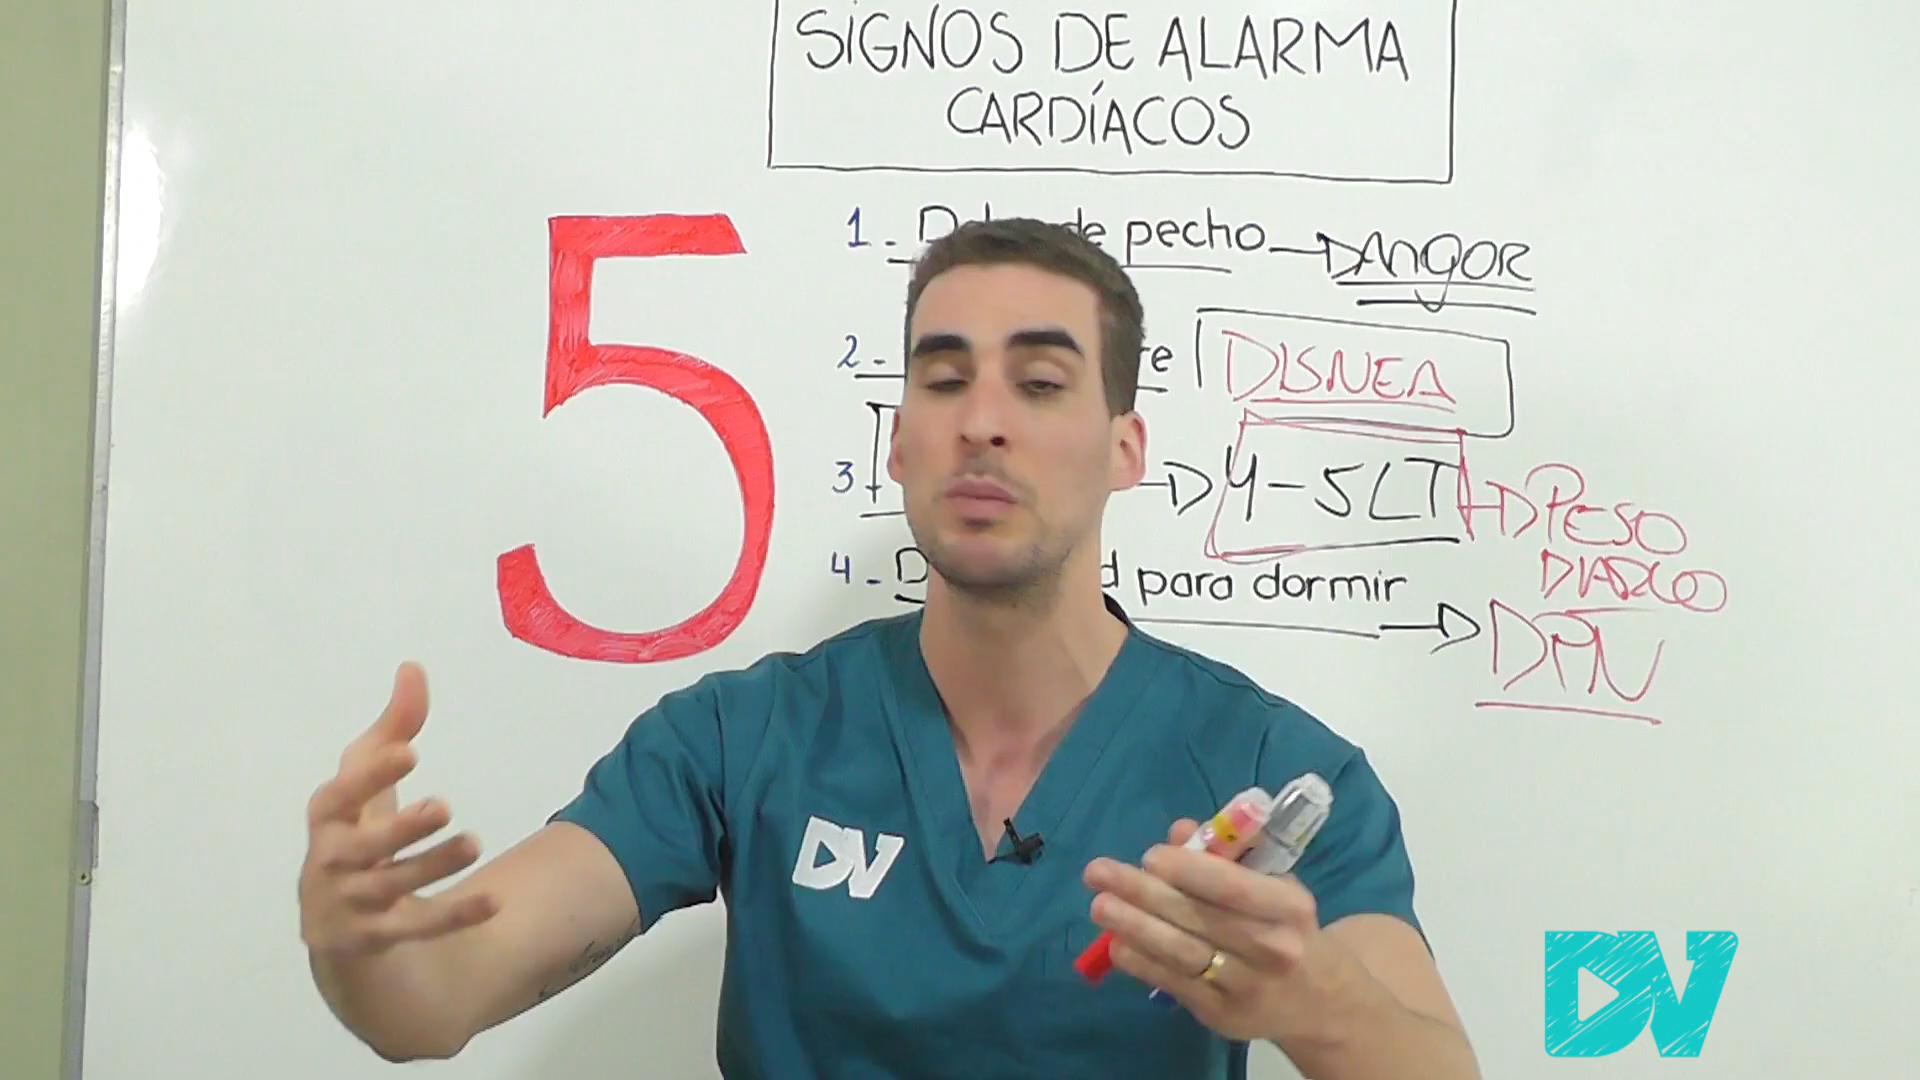 SIGNOS DE ALARMA
CARDÍACOS
5
1. de pecho → ANGOR
2. DISNEA
3 → 4-5 LT → PESO
DIARIO
4. para dormir → DPN
DV
DV